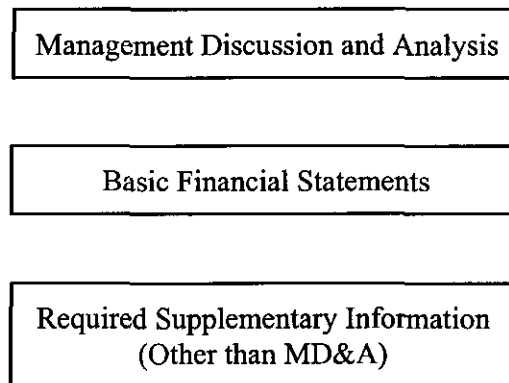 Management Discussion and Analysis
Basic Financial Statements
Required Supplementary Information
(Other than MD&A)